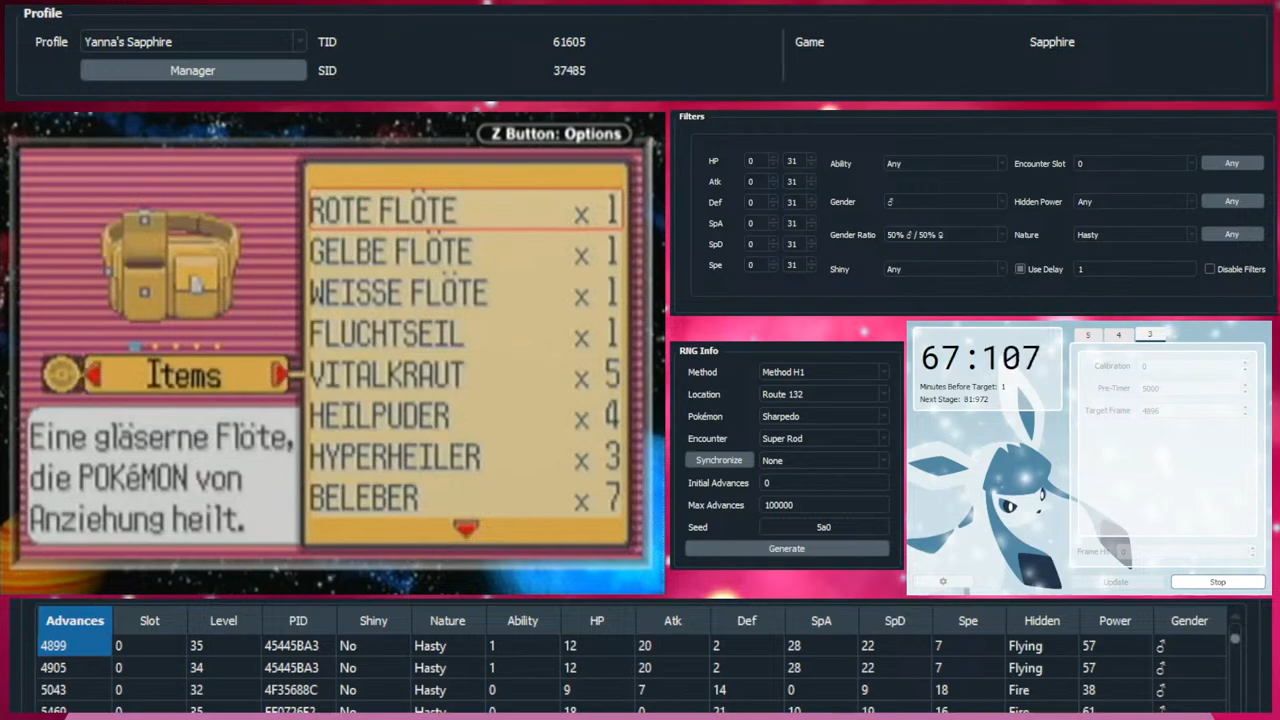 Profile
Profile Yanna's Sapphire TID 61605 Game Sapphire
Manager SID 37485
Z Button: Options
ROTE FLÖTE x 1
GELBE FLÖTE x 1
WEISSE FLÖTE x 1
FLUCHTSEIL x 1
VITALKRAUT x 5
HEILPUDER x 4
HYPERHEILER x 3
BELEBER x 7
Items
Eine gläserne Flöte,
die POKéMON von
Anziehung heilt.
Filters
HP 0 31 Ability Any Encounter Slot 0 Any
Atk 0 31
Def 0 31 Gender ♂ Hidden Power Any Any
SpA 0 31
SpD 0 31 Gender Ratio 50% ♂ / 50% ♀ Nature Hasty Any
Spe 0 31 Shiny Any Use Delay 1 Disable Filters
RNG Info
Method Method H1
Location Route 132
Pokémon Sharpedo
Encounter Super Rod
Synchronize None
Initial Advances 0
Max Advances 100000
Seed 5a0
Generate
67:107
Minutes Before Target: 1
Next Stage: 81:972
5 4 3
Calibration 0
Pre-Timer 5000
Target Frame 4896
Frame Hit 0
Update Stop
Advances Slot Level PID Shiny Nature Ability HP Atk Def SpA SpD Spe Hidden Power Gender
4899 0 35 45445BA3 No Hasty 1 12 20 2 28 22 7 Flying 57 ♂
4905 0 34 45445BA3 No Hasty 1 12 20 2 28 22 7 Flying 57 ♂
5043 0 32 4F35688C No Hasty 0 9 7 14 0 9 18 Fire 38 ♂